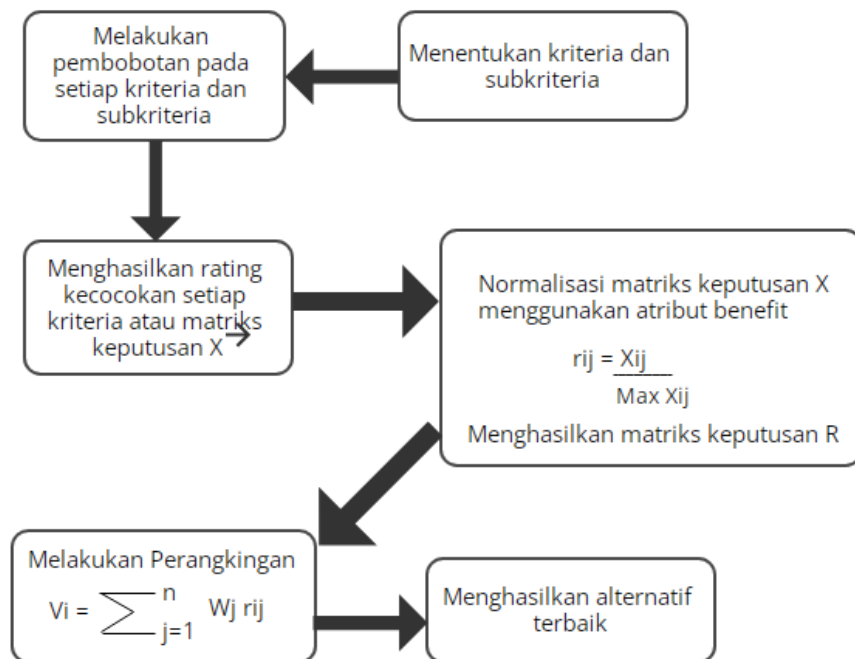 Menentukan kriteria dan
subkriteria
Melakukan
pembobotan pada
setiap kriteria dan
subkriteria
Menghasilkan rating
kecocokan setiap
kriteria atau matriks
keputusan X
Normalisasi matriks keputusan X
menggunakan atribut benefit
rij = Xij
Max Xij
Menghasilkan matriks keputusan R
Melakukan Perangkingan
n
Vi = ∑ Wj rij
j=1
Menghasilkan alternatif
terbaik